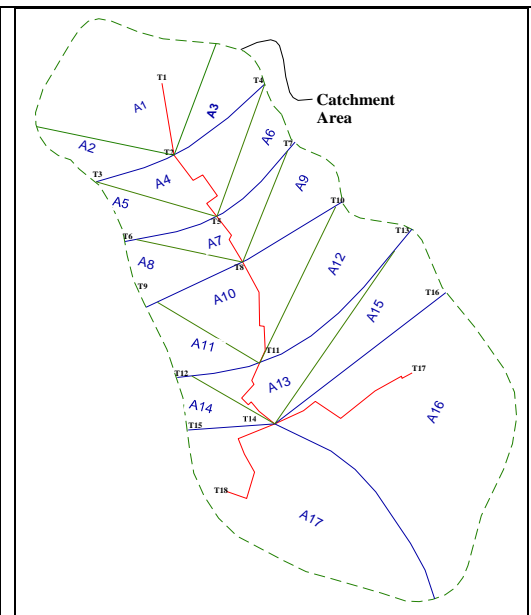 T1
T4
A1
A3
Catchment
Area
A2
T2
A6
T7
T3
A4
A9
A5
T5
T10
T6
A7
T8
A8
A12
T13
T9
A10
A15
T16
A11
T11
T12
A13
T17
A14
T14
A16
T15
T18
A17